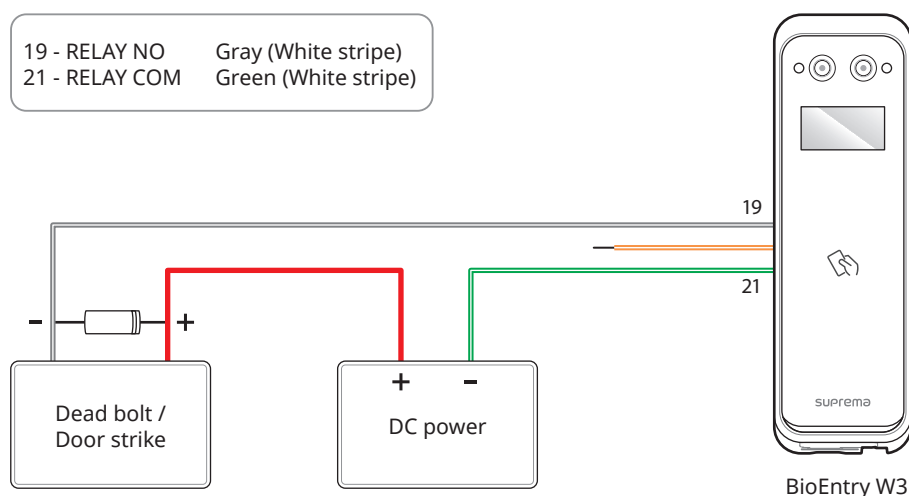 19 - RELAY NO Gray (White stripe)
21 - RELAY COM Green (White stripe)
19
21
- +
+ -
Dead bolt /
Door strike
DC power
suprema
BioEntry W3